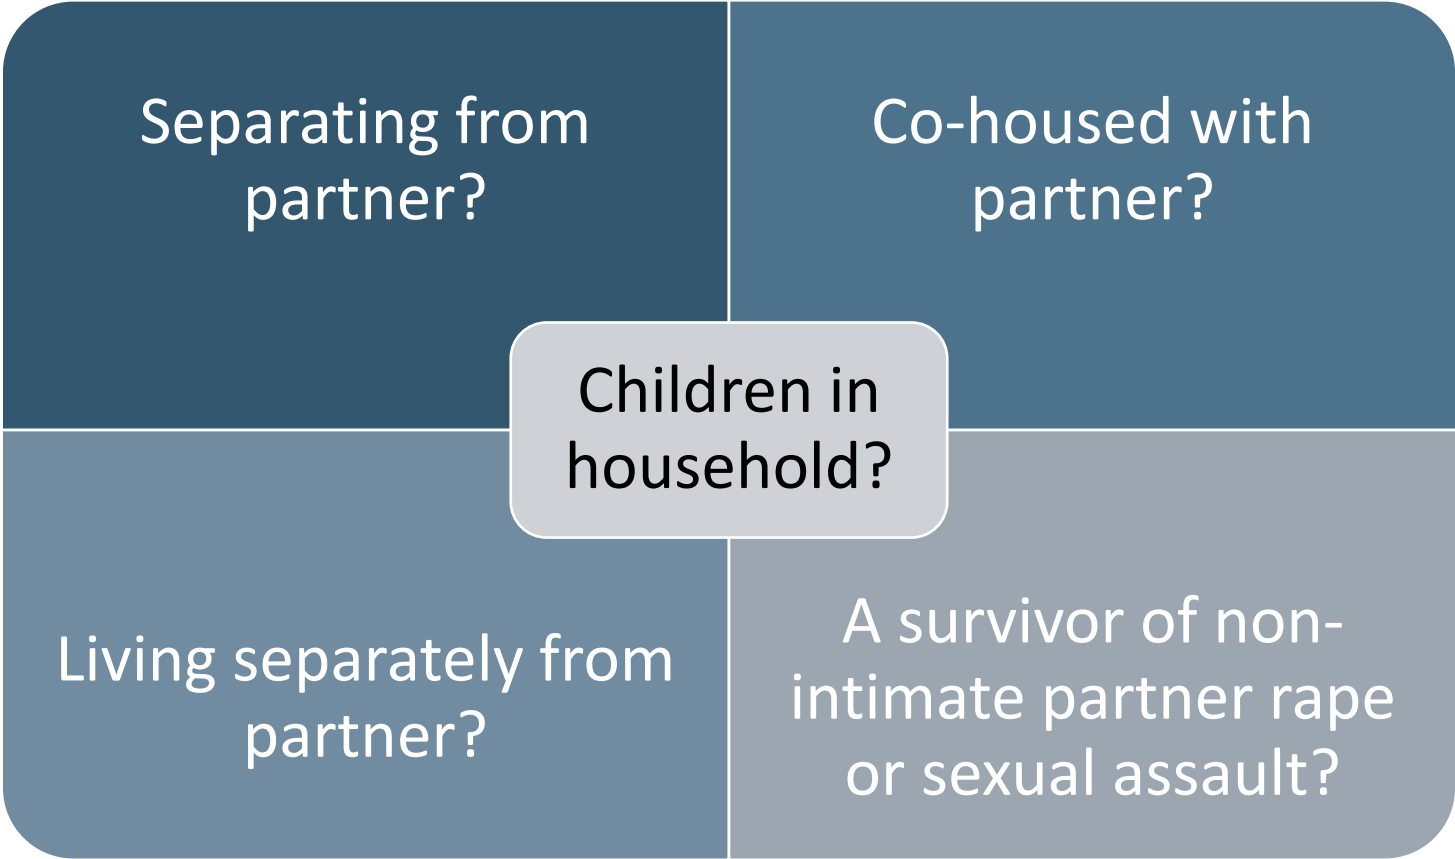 Separating from
partner?
Co-housed with
partner?
Children in
household?
Living separately from
partner?
A survivor of non-
intimate partner rape
or sexual assault?